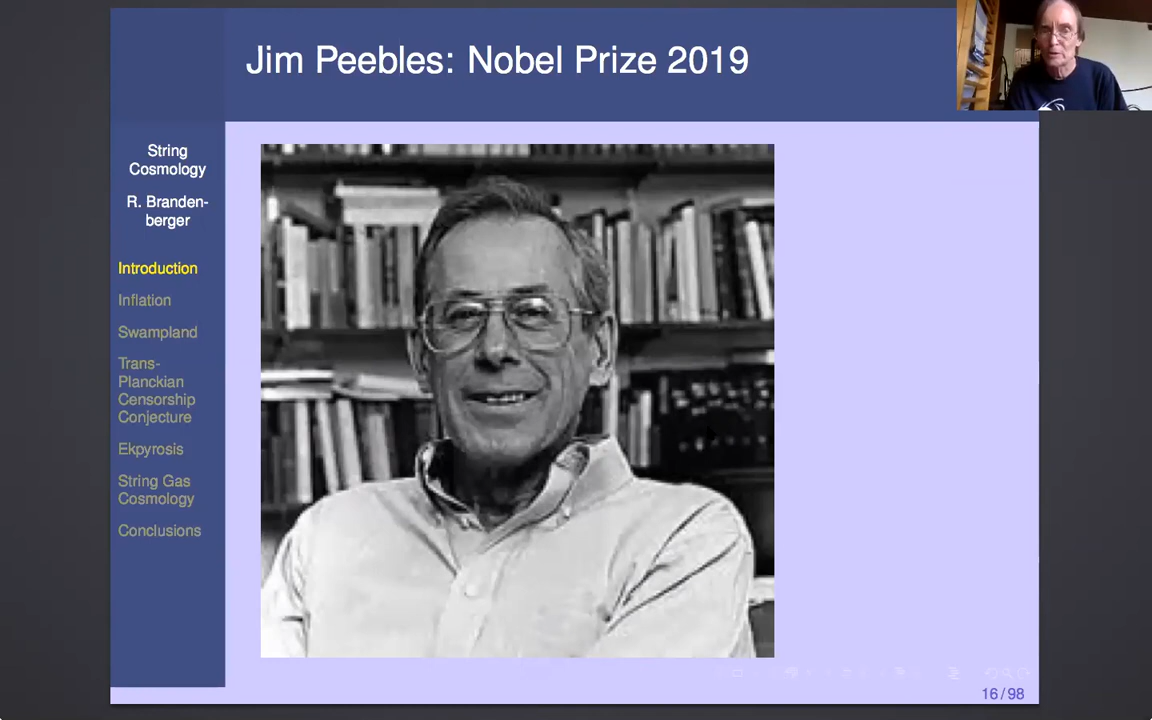 Jim Peebles: Nobel Prize 2019
String
Cosmology
R. Branden-
berger
Introduction
Inflation
Swampland
Trans-
Planckian
Censorship
Conjecture
Ekpyrosis
String Gas
Cosmology
Conclusions
16/98